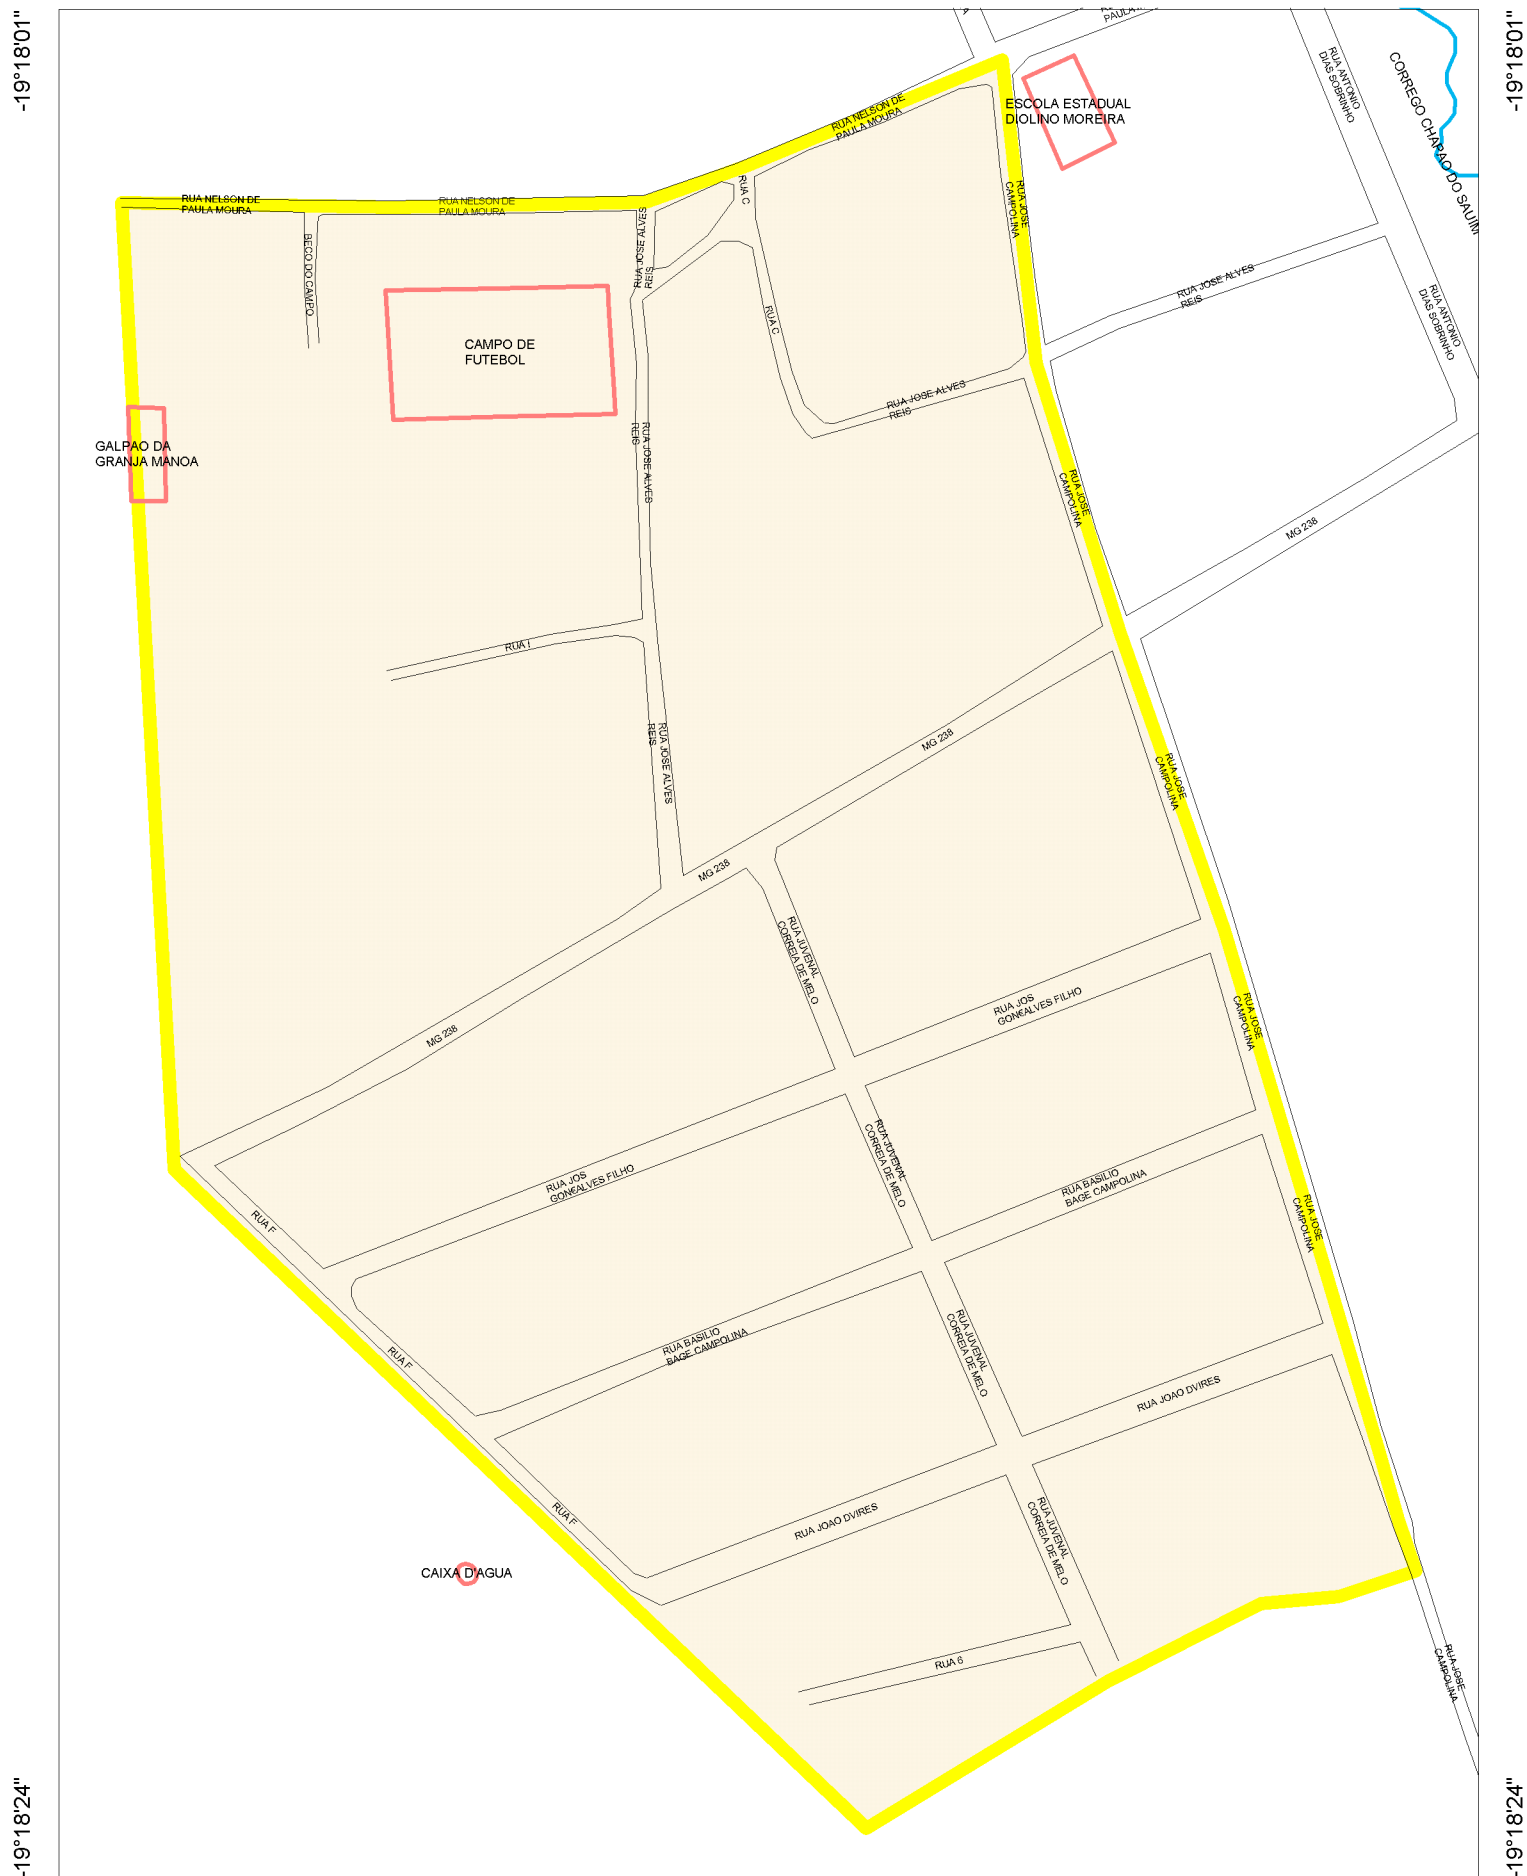 -19°18'01"
-19°18'01"
RUA ANTONIO
DIAS SOBRINHO
CORREGO CHAPAO DO SAUIM
ESCOLA ESTADUAL
DIOLINO MOREIRA
RUA NELSON DE
PAULA MOURA
RUA NELSON DE
PAULA MOURA
RUA NELSON DE
PAULA MOURA
RUA C
RUA JOSE
CAMPOLINA
BECO DO CAMPO
RUA JOSE ALVES
REIS
RUA JOSE ALVES
REIS
RUA ANTONIO
DIAS SOBRINHO
RUA C
CAMPO DE
FUTEBOL
RUA JOSE ALVES
REIS
GALPAO DA
GRANJA MANOA
RUA JOSE ALVES
REIS
RUA JOSE
CAMPOLINA
MG 238
RUA I
RUA JOSE ALVES
REIS
MG 238
RUA JOSE
CAMPOLINA
MG 238
RUA JUVENAL
CORREIA DE MELO
RUA JOS
GON€ALVES FILHO
RUA JOSE
CAMPOLINA
MG 238
RUA JUVENAL
CORREIA DE MELO
RUA JOS
GON€ALVES FILHO
RUA BASILIO
BAGE CAMPOLINA
RUA F
RUA JOSE
CAMPOLINA
RUA BASILIO
BAGE CAMPOLINA
RUA F
RUA JUVENAL
CORREIA DE MELO
RUA JOAO DVIRES
RUA F
RUA JOAO DVIRES
RUA JUVENAL
CORREIA DE MELO
CAIXA D'AGUA
RUA 6
RUA JOSE
CAMPOLINA
-19°18'24"
-19°18'24"